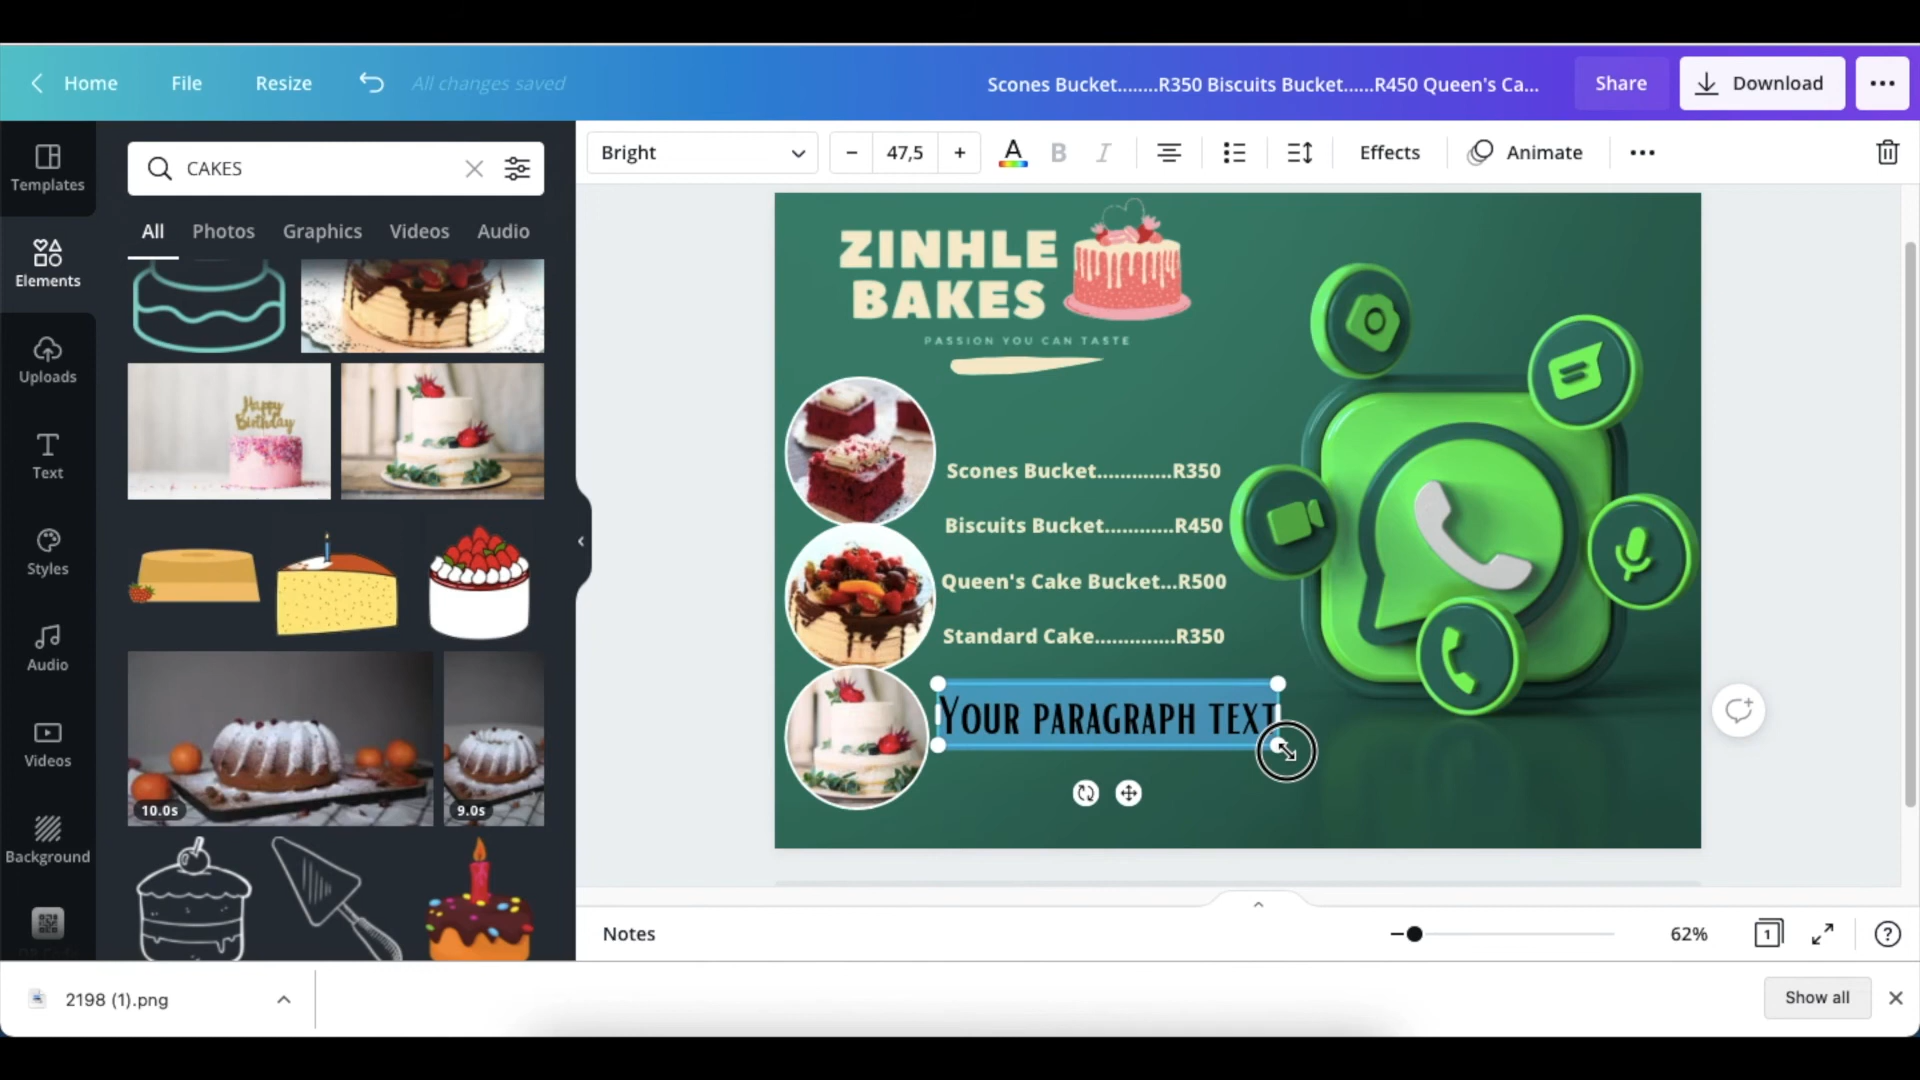 Home
File
Resize
All changes saved
Scones Bucket........R350 Biscuits Bucket......R450 Queen's Ca...
Share
Download
Templates
Elements
Uploads
Text
Styles
Audio
Videos
Background
CAKES
All
Photos
Graphics
Videos
Audio
Happy
Birthday
10.0s
9.0s
Bright
47,5
A
B
I
Effects
Animate
ZINHLE
BAKES
PASSION YOU CAN TASTE
Scones Bucket............R350
Biscuits Bucket...........R450
Queen's Cake Bucket...R500
Standard Cake.............R350
YOUR PARAGRAPH TEXT
Notes
62%
1
?
2198 (1).png
Show all